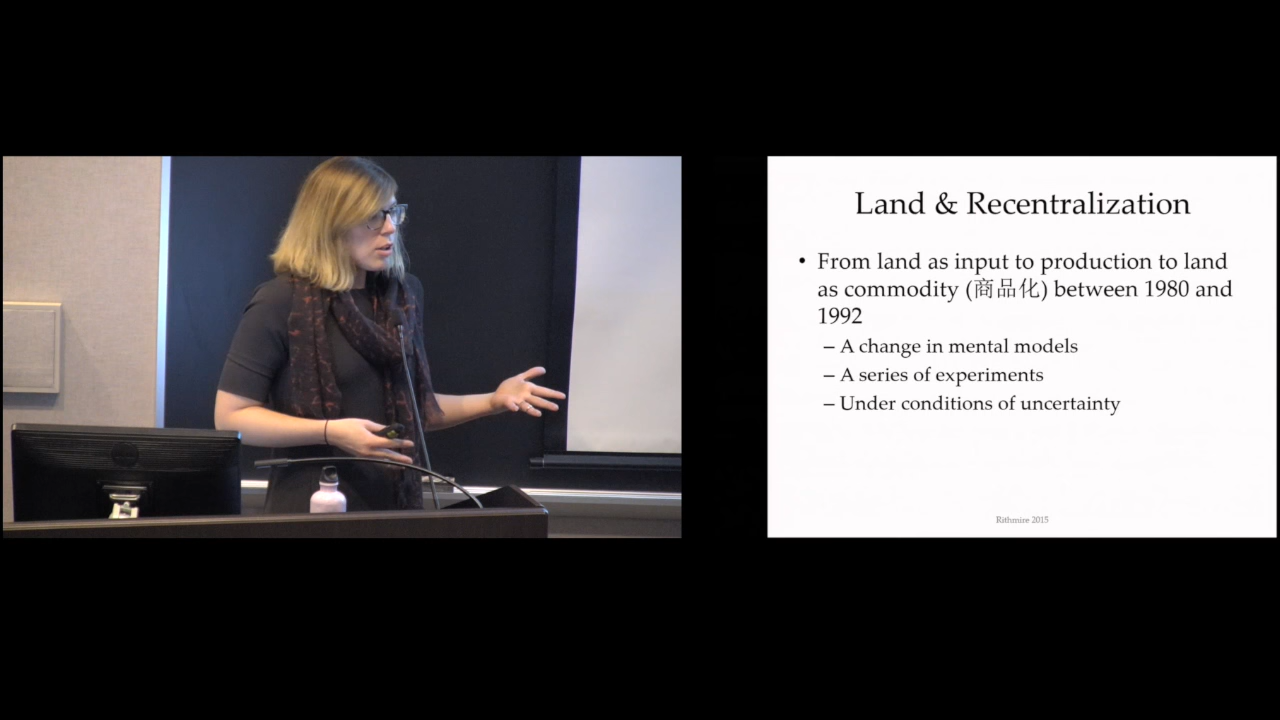 Land & Recentralization
• From land as input to production to land
as commodity (商品化) between 1980 and
1992
– A change in mental models
– A series of experiments
– Under conditions of uncertainty
Rithmire 2015